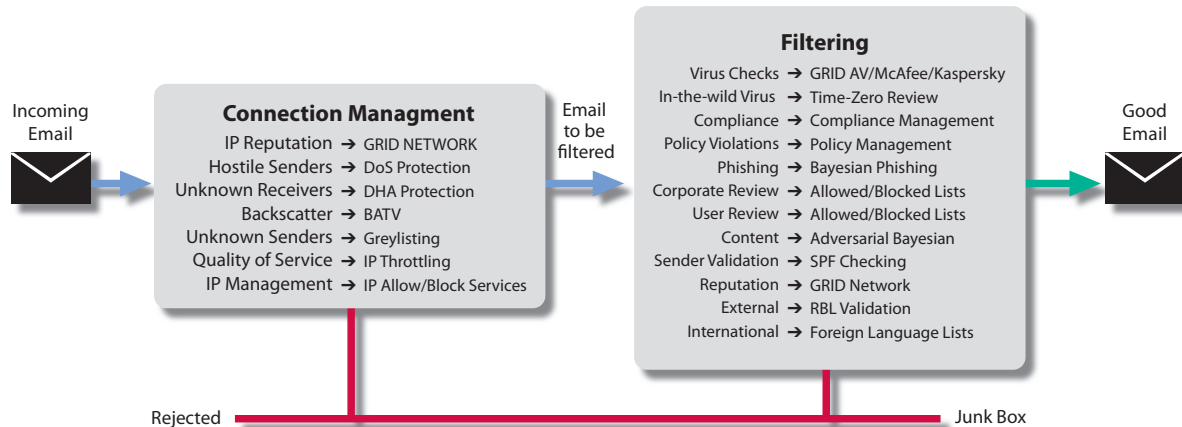 Incoming
Email
Connection Managment
IP Reputation → GRID NETWORK
Hostile Senders → DoS Protection
Unknown Receivers → DHA Protection
Backscatter → BATV
Unknown Senders → Greylisting
Quality of Service → IP Throttling
IP Management → IP Allow/Block Services
Email
to be
filtered
Filtering
Virus Checks → GRID AV/McAfee/Kaspersky
In-the-wild Virus → Time-Zero Review
Compliance → Compliance Management
Policy Violations → Policy Management
Phishing → Bayesian Phishing
Corporate Review → Allowed/Blocked Lists
User Review → Allowed/Blocked Lists
Content → Adversarial Bayesian
Sender Validation → SPF Checking
Reputation → GRID Network
External → RBL Validation
International → Foreign Language Lists
Good
Email
Rejected
Junk Box